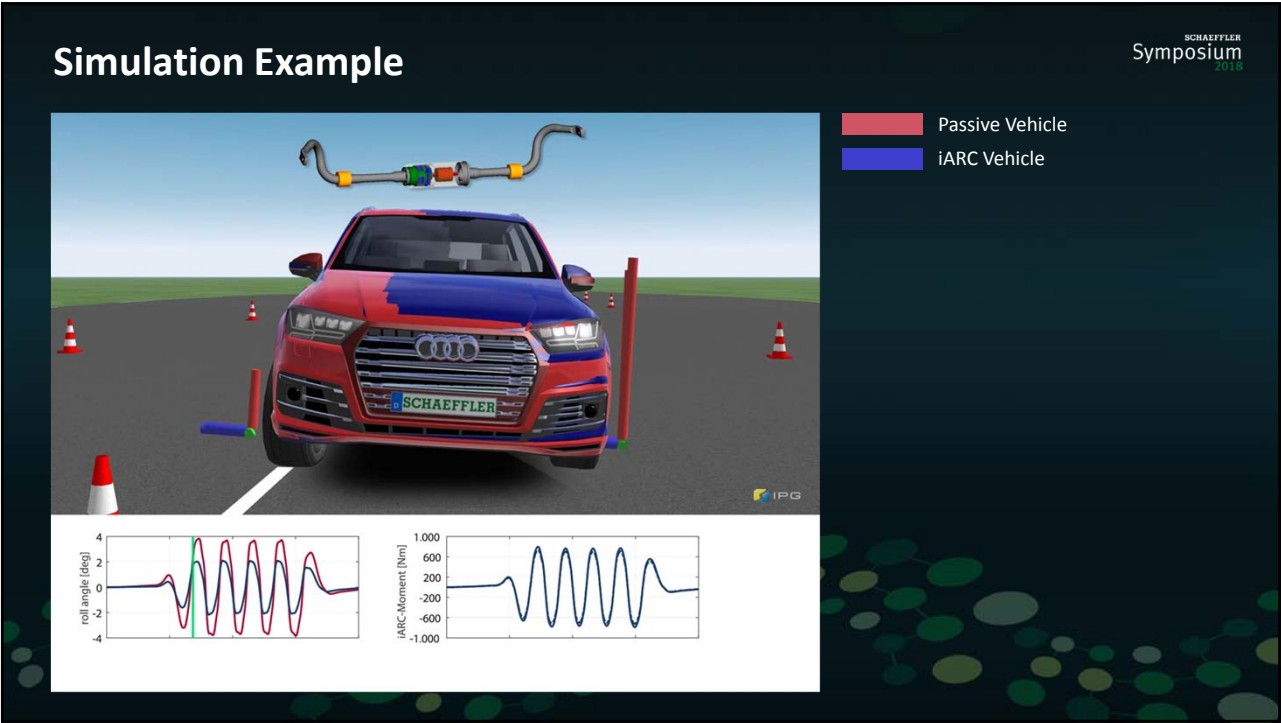 Simulation Example
SCHAEFFLER
Symposium
2018
Passive Vehicle
iARC Vehicle
D SCHAEFFLER
IPG
roll angle [deg]
4
2
0
-2
-4
iARC-Moment [Nm]
1.000
600
200
-200
-600
-1.000